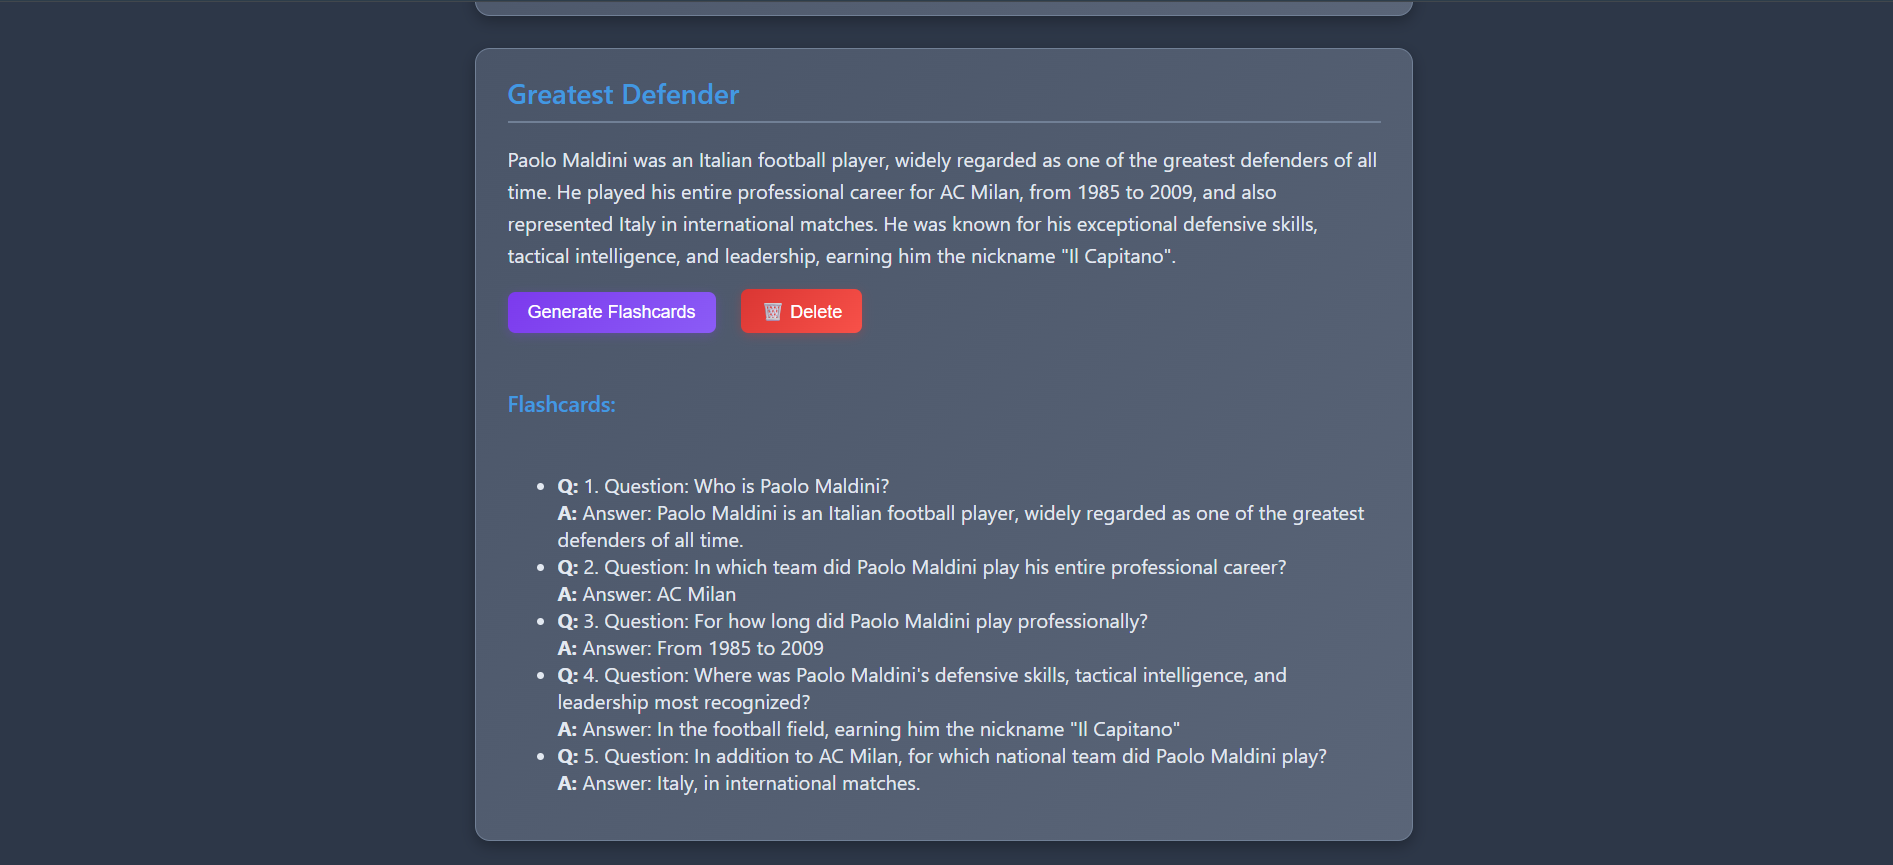 Greatest Defender
Paolo Maldini was an Italian football player, widely regarded as one of the greatest defenders of all
time. He played his entire professional career for AC Milan, from 1985 to 2009, and also
represented Italy in international matches. He was known for his exceptional defensive skills,
tactical intelligence, and leadership, earning him the nickname "Il Capitano".
Generate Flashcards
Delete
Flashcards:
Q: 1. Question: Who is Paolo Maldini?
A: Answer: Paolo Maldini is an Italian football player, widely regarded as one of the greatest
defenders of all time.
Q: 2. Question: In which team did Paolo Maldini play his entire professional career?
A: Answer: AC Milan
Q: 3. Question: For how long did Paolo Maldini play professionally?
A: Answer: From 1985 to 2009
Q: 4. Question: Where was Paolo Maldini's defensive skills, tactical intelligence, and
leadership most recognized?
A: Answer: In the football field, earning him the nickname "Il Capitano"
Q: 5. Question: In addition to AC Milan, for which national team did Paolo Maldini play?
A: Answer: Italy, in international matches.